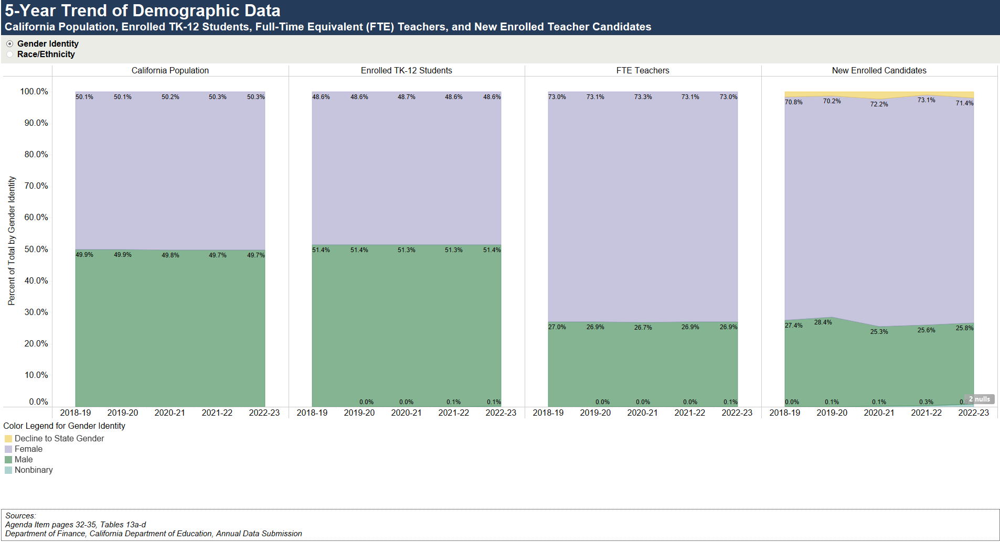 5-Year Trend of Demographic Data
California Population, Enrolled TK-12 Students, Full-Time Equivalent (FTE) Teachers, and New Enrolled Teacher Candidates
Gender Identity
Race/Ethnicity
California Population Enrolled TK-12 Students FTE Teachers New Enrolled Candidates
Percent of Total by Gender Identity
100.0%
90.0%
80.0%
70.0%
60.0%
50.0%
40.0%
30.0%
20.0%
10.0%
0.0%
50.1% 50.1% 50.2% 50.3% 50.3%
49.9% 49.9% 49.8% 49.7% 49.7%
48.6% 48.6% 48.7% 48.6% 48.6%
51.4% 51.4% 51.3% 51.3% 51.4%
0.0% 0.0% 0.1% 0.1%
73.0% 73.1% 73.3% 73.1% 73.0%
27.0% 26.9% 26.7% 26.9% 26.9%
0.0% 0.0% 0.0% 0.1%
70.8% 70.2% 72.2% 73.1% 71.4%
27.4% 28.4% 25.3% 25.6% 25.8%
0.0% 0.1% 0.1% 0.3%
2 nulls
2018-19 2019-20 2020-21 2021-22 2022-23 2018-19 2019-20 2020-21 2021-22 2022-23 2018-19 2019-20 2020-21 2021-22 2022-23 2018-19 2019-20 2020-21 2021-22 2022-23
Color Legend for Gender Identity
Decline to State Gender
Female
Male
Nonbinary
Sources:
Agenda Item pages 32-35, Tables 13a-d
Department of Finance, California Department of Education, Annual Data Submission